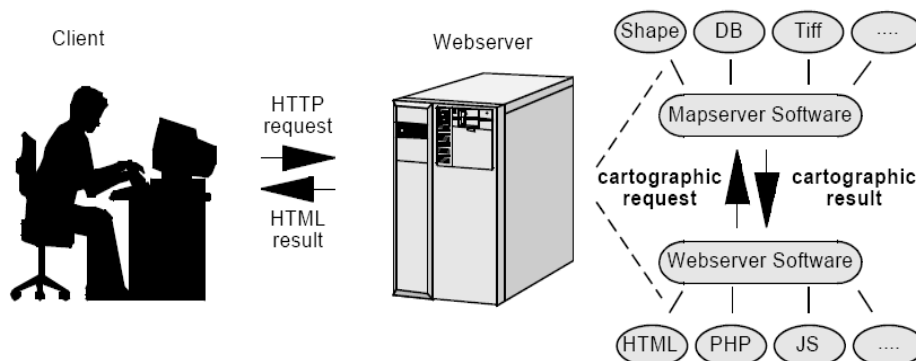 Client
Webserver
HTTP
request
HTML
result
Shape
DB
Tiff
....
Mapserver Software
cartographic
request
cartographic
result
Webserver Software
HTML
PHP
JS
....